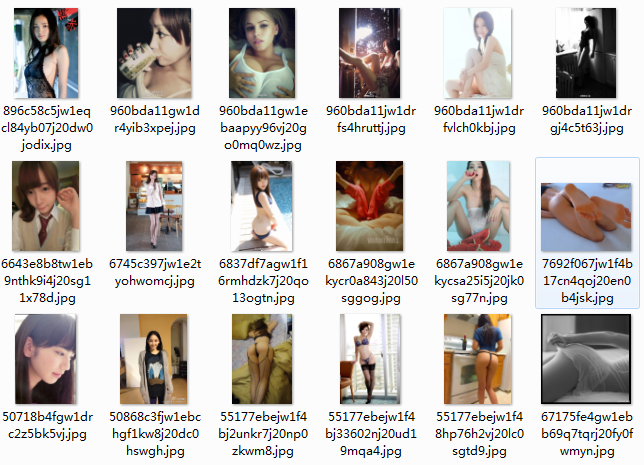 896c58c5jw1eq
cl84yb07j20dw0
jodix.jpg
960bda11gw1d
r4yib3xpej.jpg
960bda11gw1e
baapyy96vj20g
o0mq0wz.jpg
960bda11jw1dr
fs4hruttj.jpg
960bda11jw1dr
fvlch0kbj.jpg
960bda11jw1dr
gj4c5t63j.jpg
6643e8b8tw1eb
9nthk9i4j20sg1
1x78d.jpg
6745c397jw1e2t
yohwomcj.jpg
6837df7agw1f1
6rmhdzk7j20qo
13ogtn.jpg
6867a908gw1e
kycr0a843j20l50
sggog.jpg
6867a908gw1e
kycsa25i5j20jk0
sg77n.jpg
7692f067jw1f4b
17cn4qoj20en0
b4jsk.jpg
50718b4fgw1dr
c2z5bk5vj.jpg
50868c3fjw1ebc
hgf1kw8j20dc0
hswgh.jpg
55177ebejw1f4
bj2unkr7j20np0
zkwm8.jpg
55177ebejw1f4
bj33602nj20ud1
9mqa4.jpg
55177ebejw1f4
8hp76h2vj20lc0
sgtd9.jpg
67175fe4gw1eb
b69q7tqrj20fy0f
wmyn.jpg